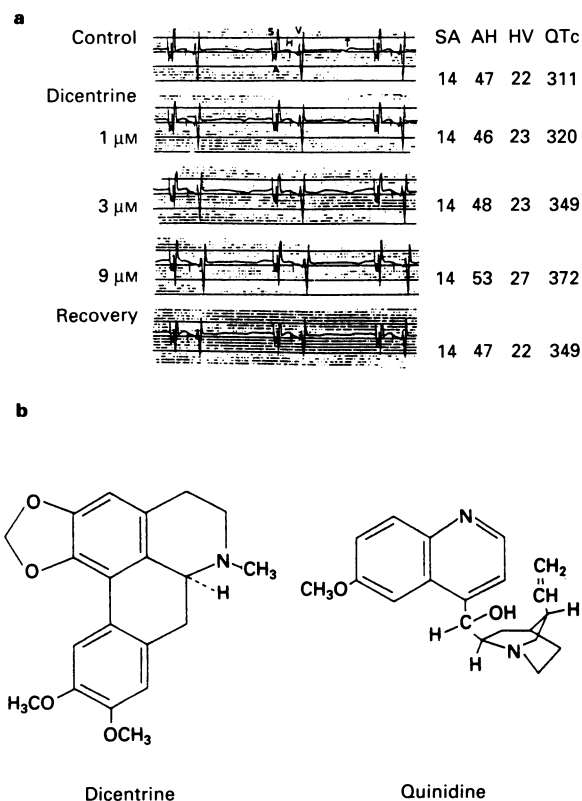 a
Control S H V T A SA AH HV QTc
14 47 22 311
Dicentrine
1 μM 14 46 23 320
3 μM 14 48 23 349
9 μM 14 53 27 372
Recovery
14 47 22 349
b
O
O
N CH₃
H
H₃CO
OCH₃
Dicentrine
N
CH₃O
CH₂
CH
H
OH
C
H
N
H
Quinidine